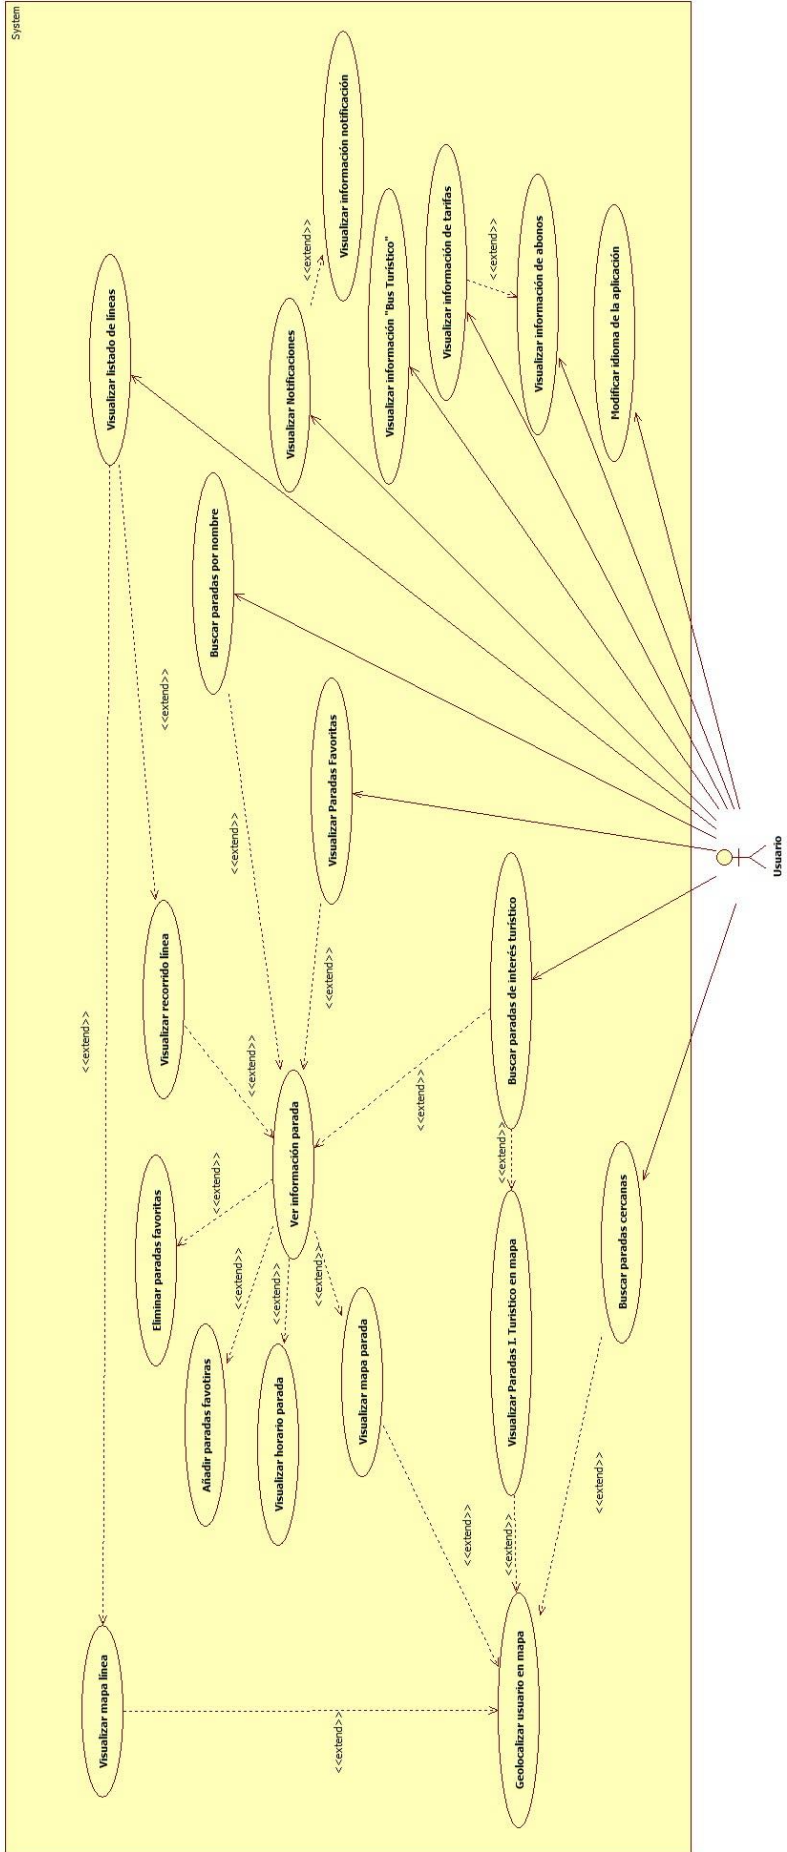 System
<<extend>>
Visualizar mapa línea
Visualizar listado de líneas
Eliminar paradas favoritas
Visualizar recorrido línea
<<extend>>
Añadir paradas favotiras
<<extend>>
Buscar paradas por nombre
<<extend>>
<<extend>>
<<extend>>
Visualizar horario parada
<<extend>>
Ver información parada
Visualizar Notificaciones
<<extend>>
<<extend>>
<<extend>>
Visualizar Paradas Favoritas
<<extend>>
Visualizar información notificación
Visualizar mapa parada
Visualizar información "Bus Turístico"
<<extend>>
Visualizar información de tarifas
<<extend>>
<<extend>>
<<extend>>
<<extend>>
Visualizar Paradas I. Turístico en mapa
Buscar paradas de interés turístico
Geolocalizar usuario en mapa
Visualizar información de abonos
<<extend>>
Modificar idioma de la aplicación
Buscar paradas cercanas
Usuario